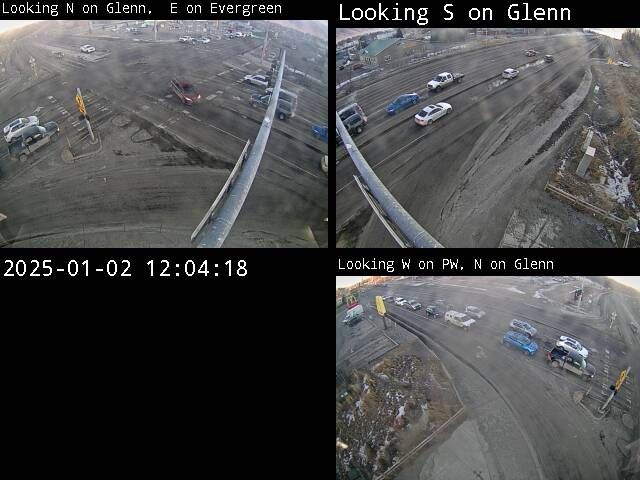 Looking N on Glenn,  E on Evergreen
Looking S on Glenn
2025-01-02 12:04:18
Looking W on PW, N on Glenn